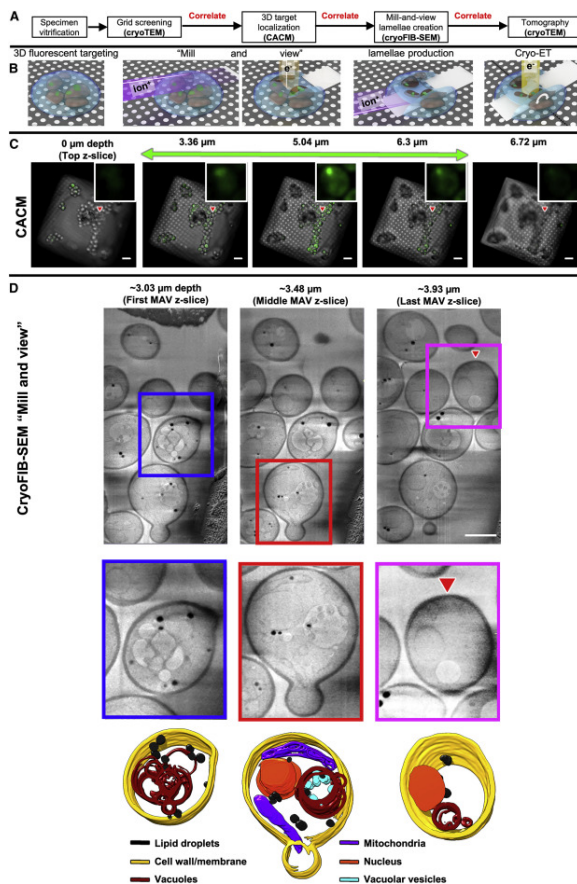 A
Specimen
vitrification
Grid screening
(cryoTEM)
Correlate
3D target
localization
(CACM)
Correlate
Mill-and-view
lamellae creation
(cryoFIB-SEM)
Correlate
Tomography
(cryoTEM)
3D fluorescent targeting
"Mill and view"
lamellae production
Cryo-ET
B
ion+
e-
ion+
e-
C
0 µm depth
(Top z-slice)
3.36 µm
5.04 µm
6.3 µm
6.72 µm
CACM
D
~3.03 µm depth
(First MAV z-slice)
~3.48 µm
(Middle MAV z-slice)
~3.93 µm
(Last MAV z-slice)
CryoFIB-SEM "Mill and view"
Lipid droplets
Cell wall/membrane
Vacuoles
Mitochondria
Nucleus
Vacuolar vesicles